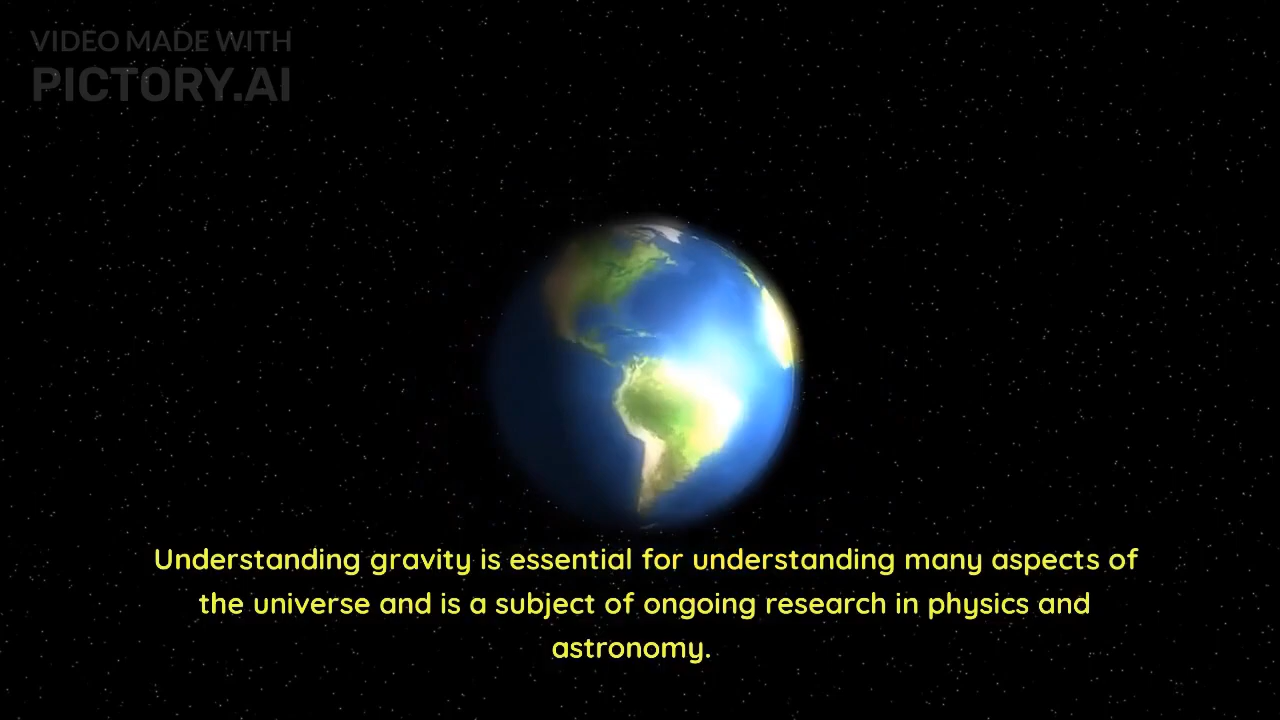 VIDEO MADE WITH
PICTORY.AI
Understanding gravity is essential for understanding many aspects of
the universe and is a subject of ongoing research in physics and
astronomy.